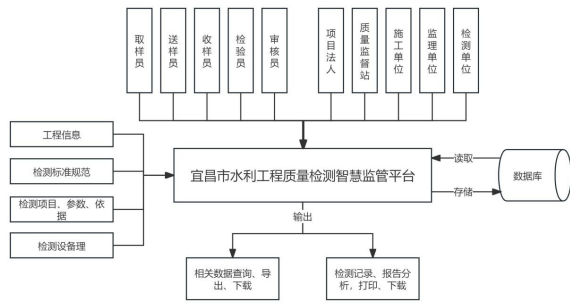 取样员
送样员
收样员
检验员
审核员
项目法人
质量监督站
施工单位
监理单位
检测单位
工程信息
检测标准规范
检测项目、参数、依
据
检测设备理
宜昌市水利工程质量检测智慧监管平台
读取
存储
数据库
输出
相关数据查询、导
出、下载
检测记录、报告分
析，打印、下载